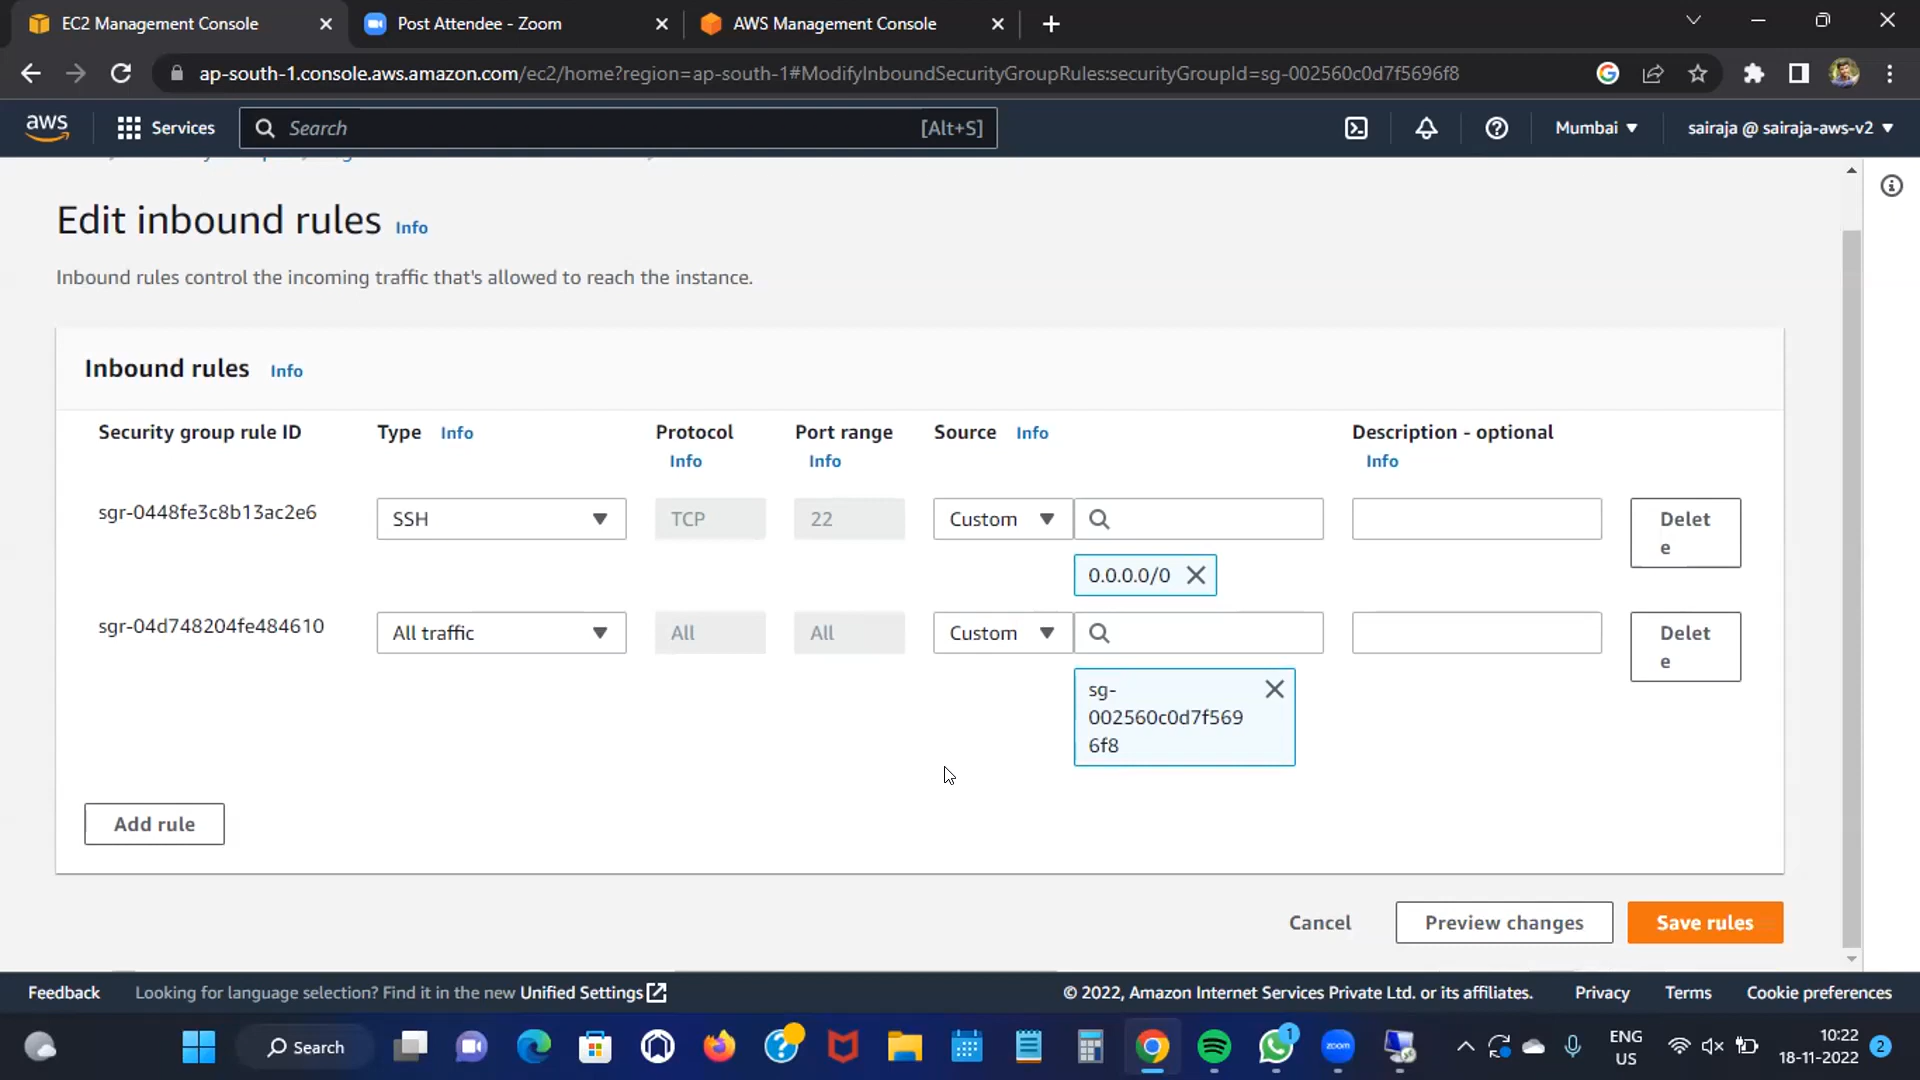 EC2 Management Console
Post Attendee - Zoom
AWS Management Console
ap-south-1.console.aws.amazon.com/ec2/home?region=ap-south-1#ModifyInboundSecurityGroupRules:securityGroupId=sg-002560c0d7f5696f8
aws
Services
Search
[Alt+S]
Mumbai
sairaja @ sairaja-aws-v2
Edit inbound rules Info
Inbound rules control the incoming traffic that's allowed to reach the instance.
Inbound rules Info
Security group rule ID
Type Info
Protocol
Info
Port range
Info
Source Info
Description - optional
Info
sgr-0448fe3c8b13ac2e6
SSH
TCP
22
Custom
Delet
e
0.0.0.0/0
sgr-04d748204fe484610
All traffic
All
All
Custom
Delet
e
sg-
002560c0d7f569
6f8
Add rule
Cancel
Preview changes
Save rules
Feedback
Looking for language selection? Find it in the new Unified Settings
© 2022, Amazon Internet Services Private Ltd. or its affiliates.
Privacy
Terms
Cookie preferences
Search
zoom
1
ENG
US
10:22
18-11-2022
2